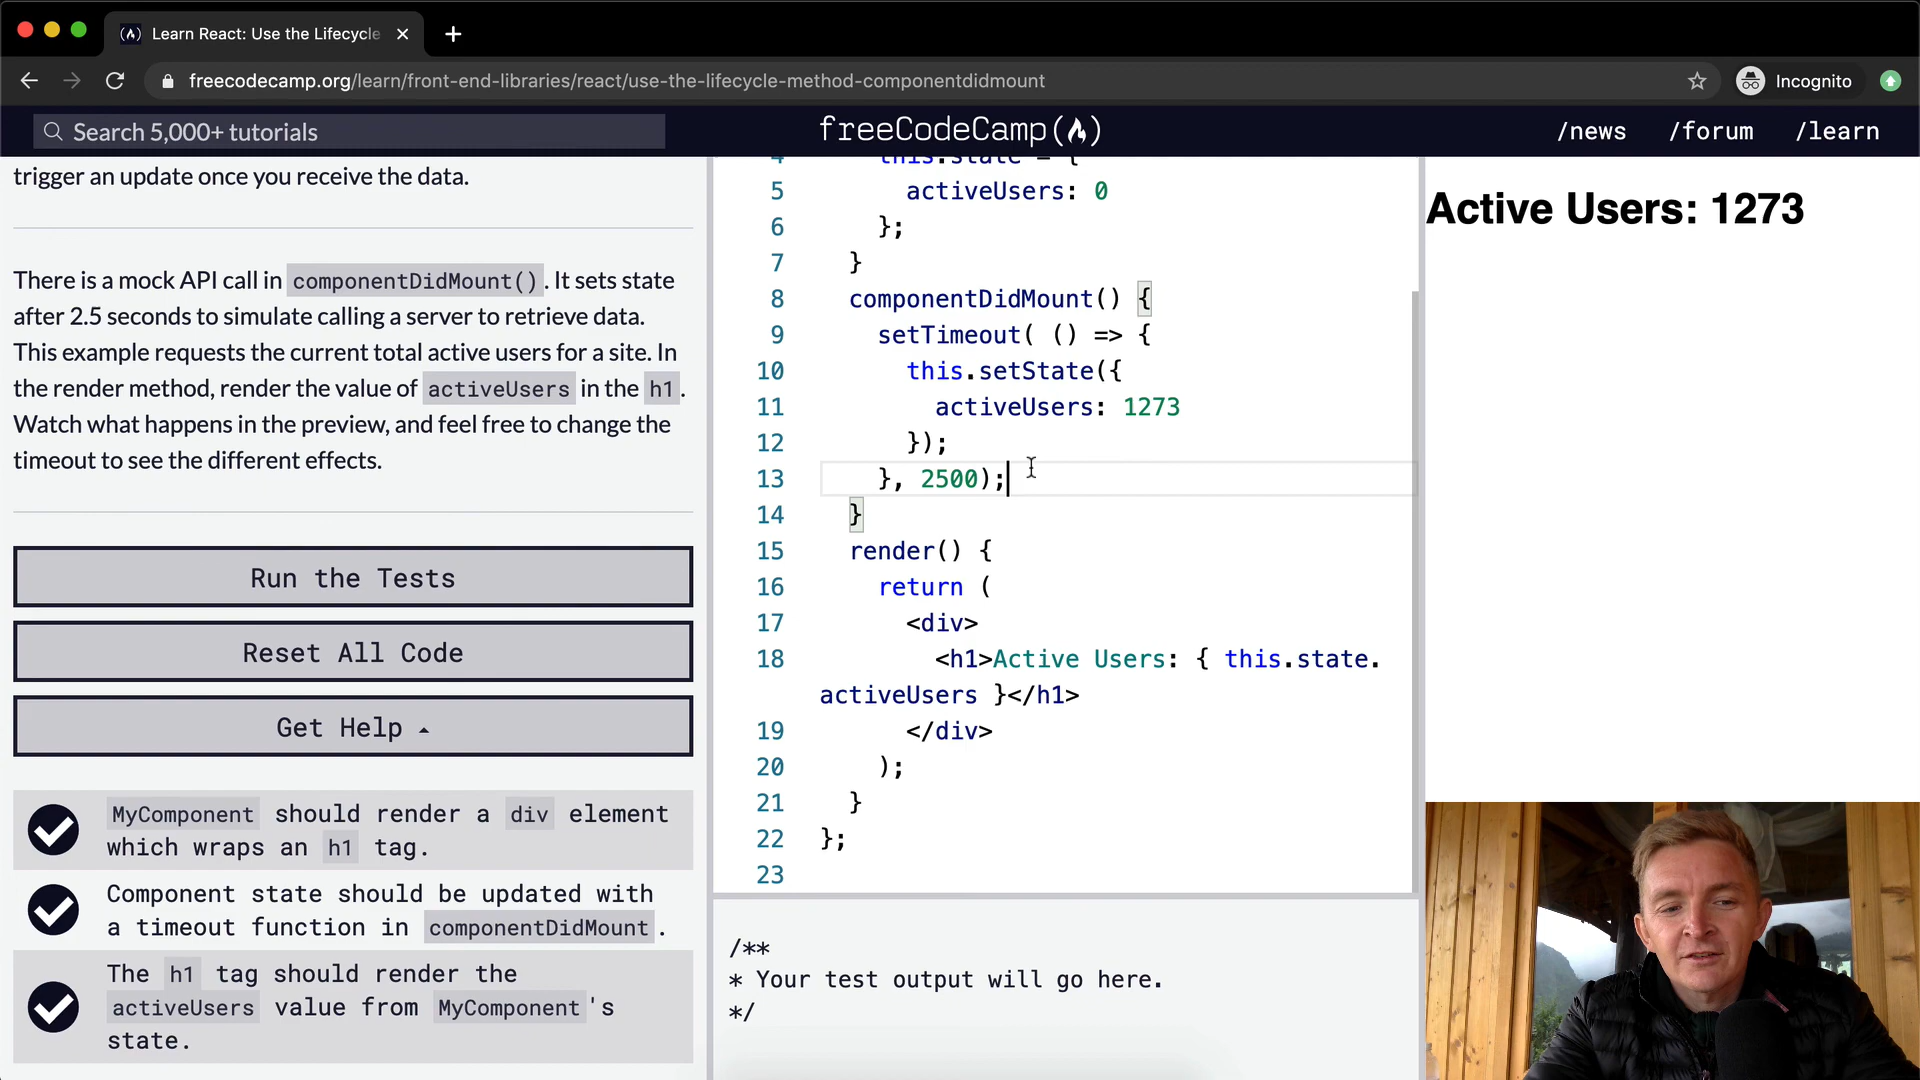 Learn React: Use the Lifecycle
freecodecamp.org/learn/front-end-libraries/react/use-the-lifecycle-method-componentdidmount
Incognito
Search 5,000+ tutorials
freeCodeCamp
/news
/forum
/learn
trigger an update once you receive the data.
There is a mock API call in componentDidMount(). It sets state
after 2.5 seconds to simulate calling a server to retrieve data.
This example requests the current total active users for a site. In
the render method, render the value of activeUsers in the h1.
Watch what happens in the preview, and feel free to change the
timeout to see the different effects.
Run the Tests
Reset All Code
Get Help
MyComponent should render a div element
which wraps an h1 tag.
Component state should be updated with
a timeout function in componentDidMount.
The h1 tag should render the
activeUsers value from MyComponent's
state.
4 this.state = {
5 activeUsers: 0
6 };
7 }
8 componentDidMount() {
9 setTimeout( () => {
10 this.setState({
11 activeUsers: 1273
12 });
13 }, 2500);
14 }
15 render() {
16 return (
17 <div>
18 <h1>Active Users: { this.state.
activeUsers }</h1>
19 </div>
20 );
21 }
22 };
23
/**
* Your test output will go here.
*/
Active Users: 1273